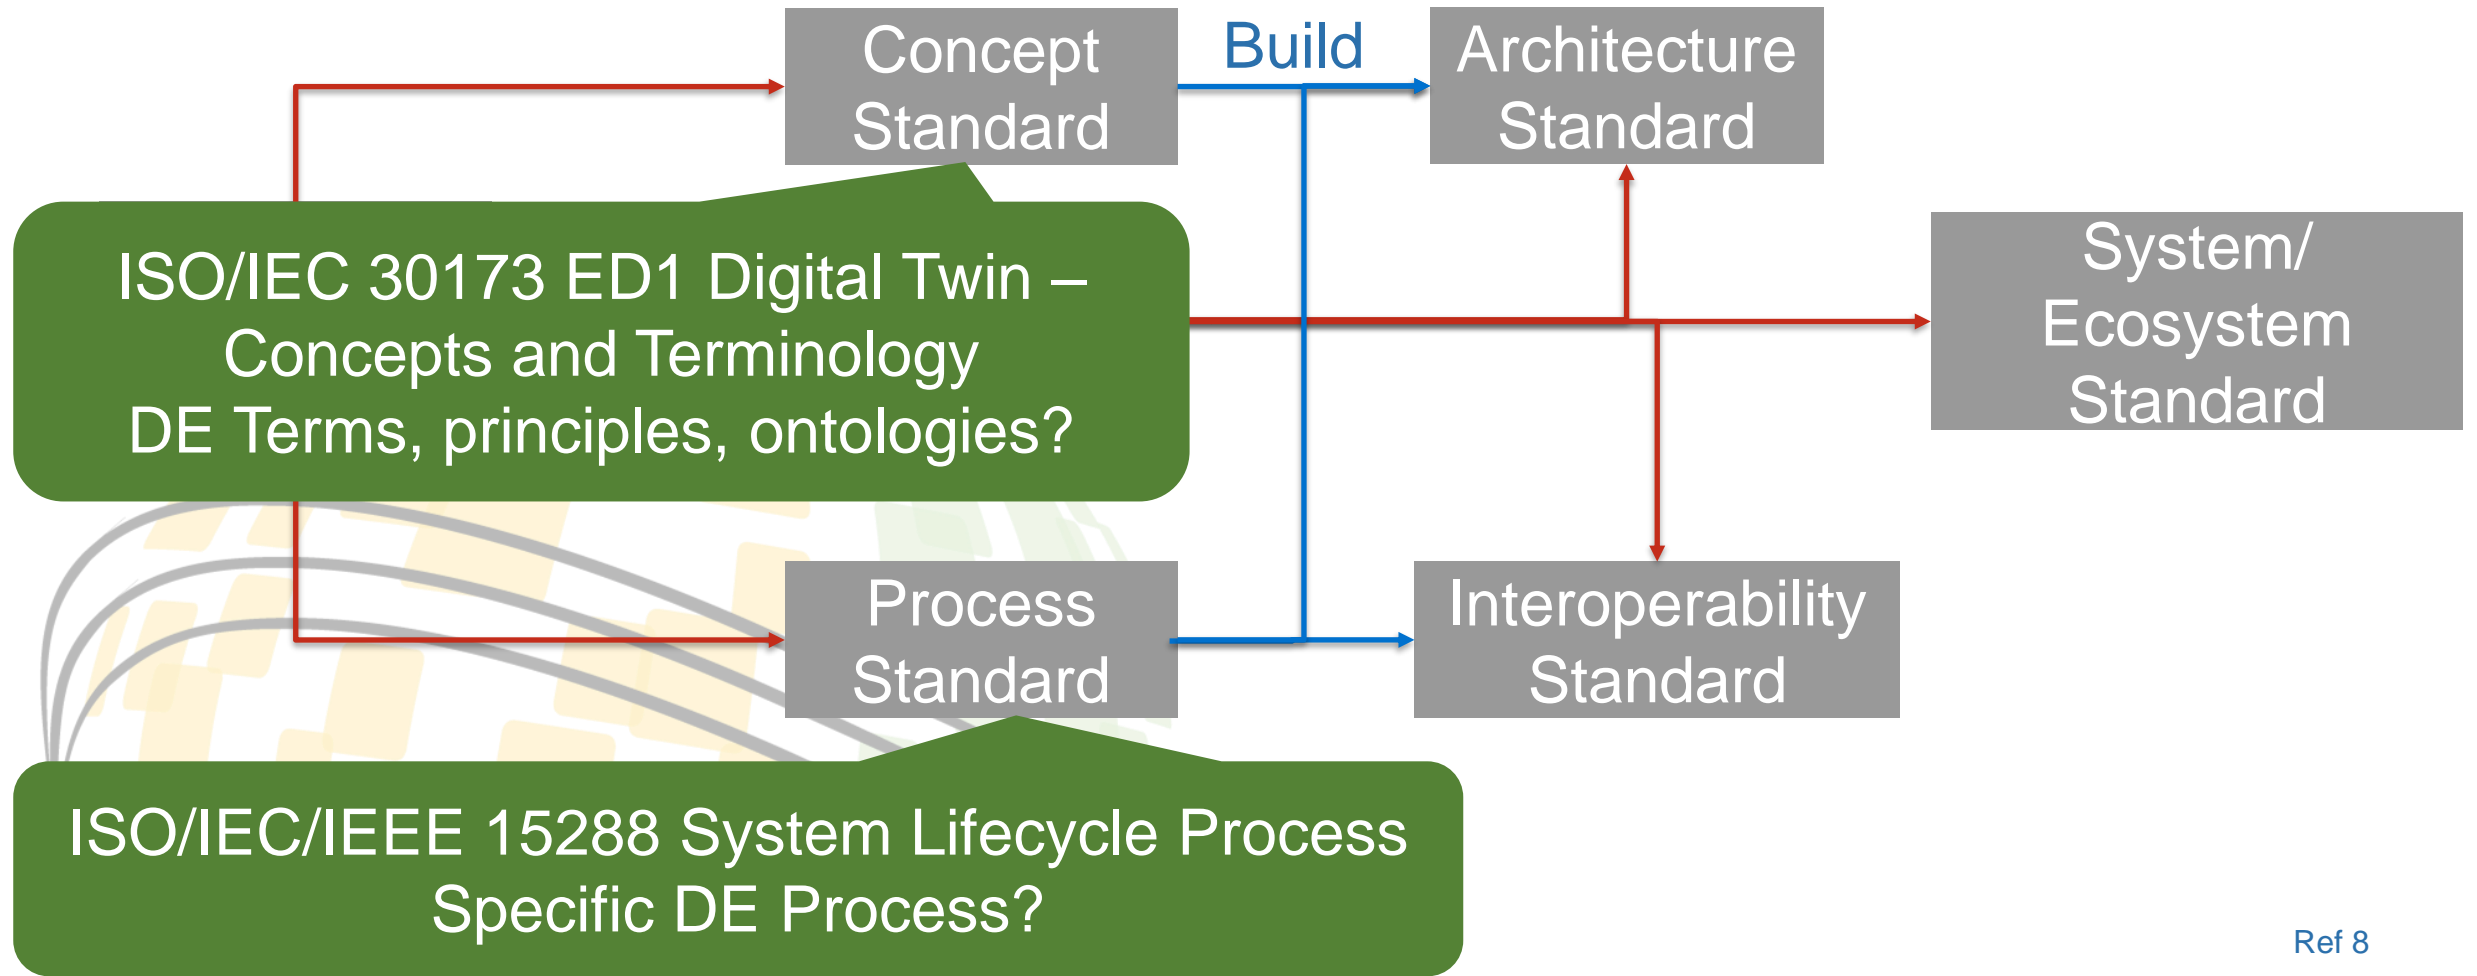 Concept
Standard
Build
Architecture
Standard
ISO/IEC 30173 ED1 Digital Twin –
Concepts and Terminology
DE Terms, principles, ontologies?
System/
Ecosystem
Standard
Process
Standard
Interoperability
Standard
ISO/IEC/IEEE 15288 System Lifecycle Process
Specific DE Process?
Ref 8